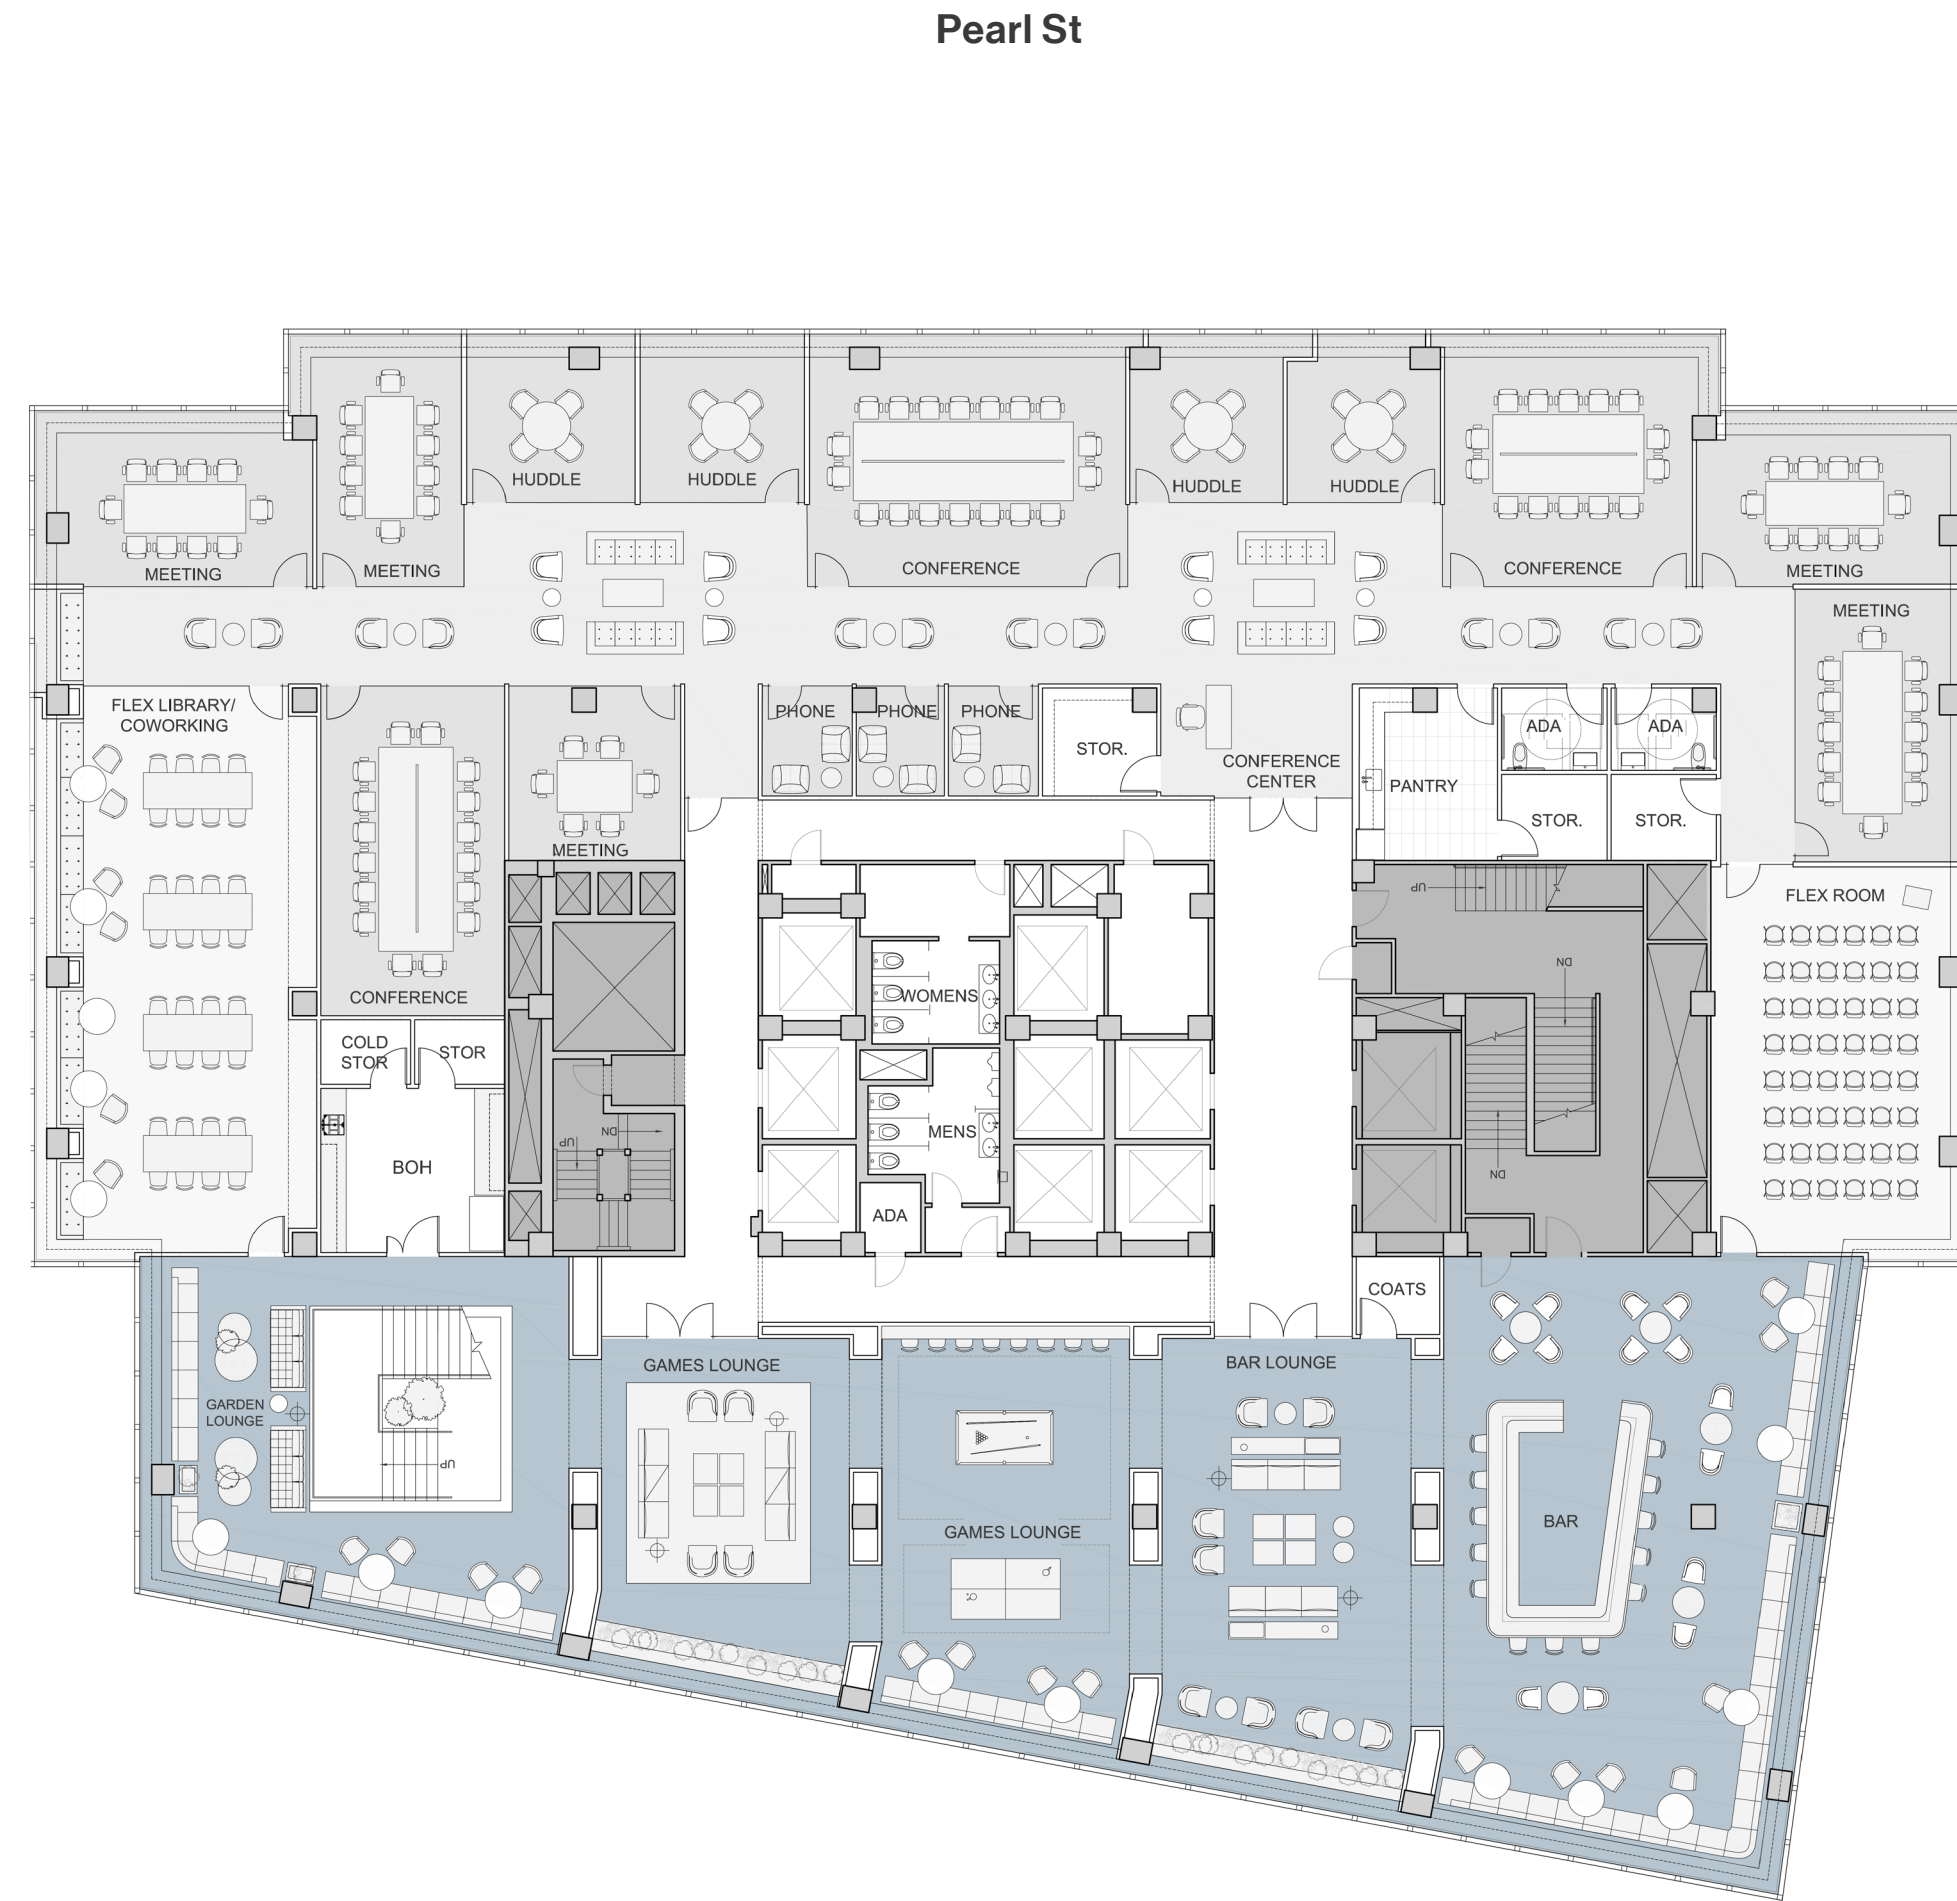 Pearl St
HUDDLE
HUDDLE
HUDDLE
HUDDLE
MEETING
MEETING
CONFERENCE
CONFERENCE
MEETING
MEETING
FLEX LIBRARY/
COWORKING
PHONE
PHONE
PHONE
STOR.
CONFERENCE
CENTER
PANTRY
ADA
ADA
STOR.
STOR.
MEETING
CONFERENCE
COLD
STOR
STOR
BOH
UP
DN
WOMENS
MENS
ADA
UP
DN
DN
FLEX ROOM
COATS
GARDEN
LOUNGE
UP
GAMES LOUNGE
GAMES LOUNGE
BAR LOUNGE
BAR